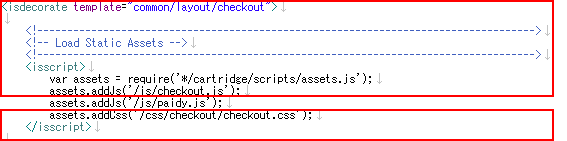 <isdecorate template="common/layout/checkout">↓
↓
<!------------------------------------------------------------------------------>↓
<!-- Load Static Assets -->↓
<!------------------------------------------------------------------------------>↓
<isscript>↓
var assets = require('*/cartridge/scripts/assets.js');↓
assets.addJs('/js/checkout.js');↓
assets.addJs('/js/paidy.js');↓
assets.addCss('/css/checkout/checkout.css');↓
</isscript>↓
↓